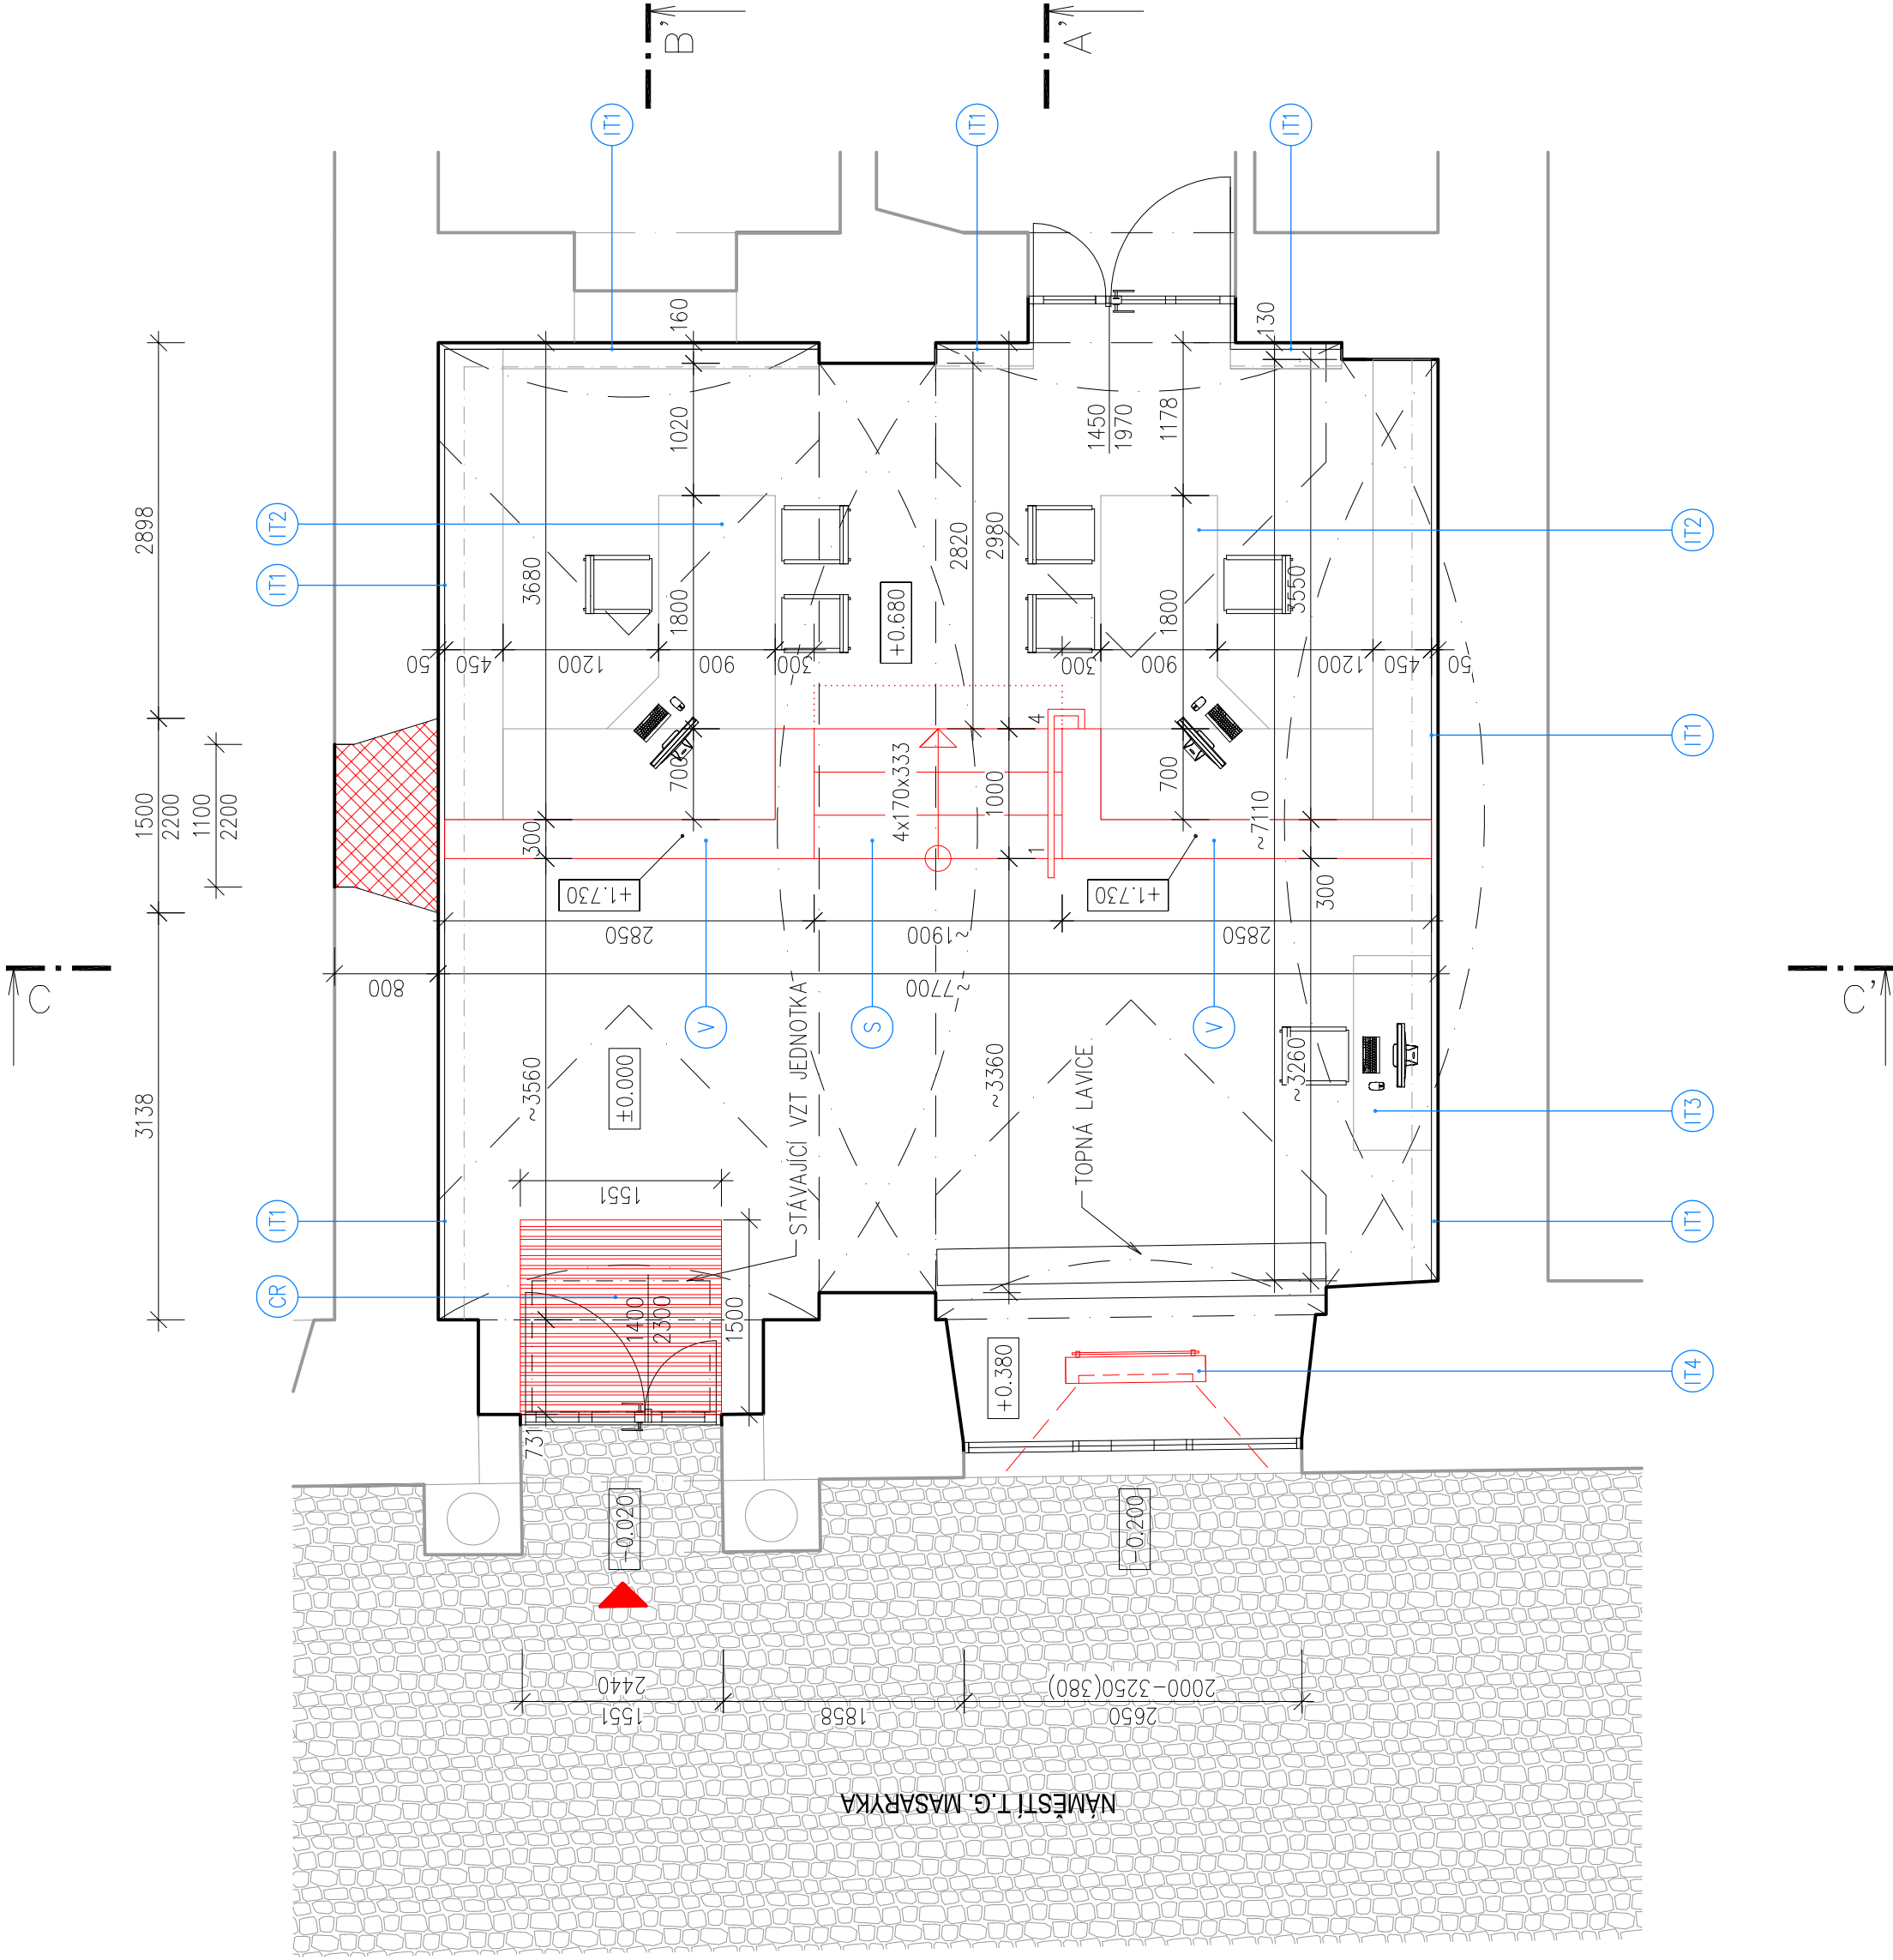 B'
A'
IT1
IT1
IT1
160
130
1020
1450
1970
1178
2898
IT2
IT2
3680
2820
2980
3550
IT1
1800
+0.680
1800
50
450
1200
900
300
300
900
1200
450
50
1500
2200
1100
2200
700
4
4x170x333
1000
700
IT1
300
1
~7110
+1.730
+1.730
300
2850
~1900
2850
C
800
~7700
C'
V
S
V
STÁVAJÍCÍ VZT JEDNOTKA
~3560
±0.000
~3360
TOPNÁ LAVICE
~3260
IT3
3138
1551
IT1
IT1
CR
1400
2300
1500
+0.380
IT4
731
-0.020
-0.200
2440
1551
1858
2000-3250(380)
2650
NÁMĚSTÍ T.G. MASARYKA